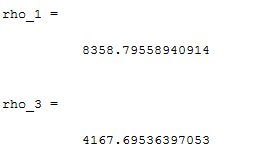 rho_1 =
8358.79558940914
rho_3 =
4167.69536397053